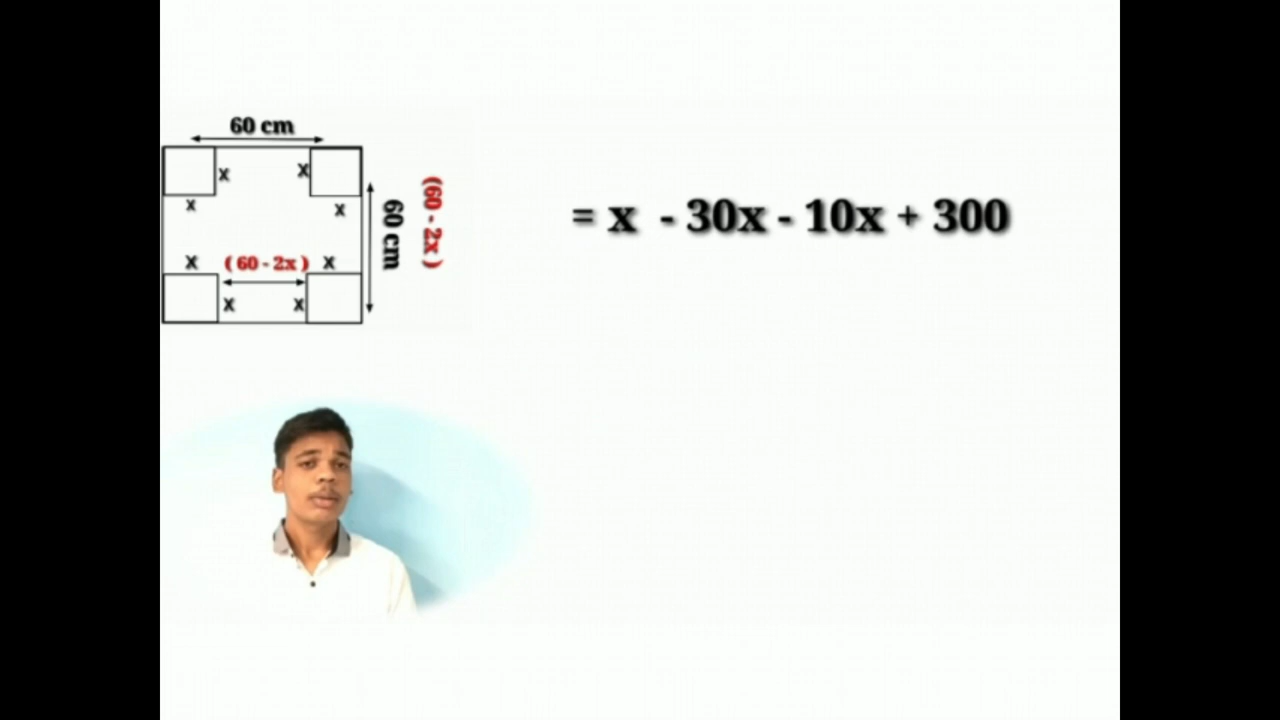 60 cm
x
x
x
x
60 cm
( 60 - 2x )
x
( 60 - 2x )
x
x
x
= x - 30x - 10x + 300